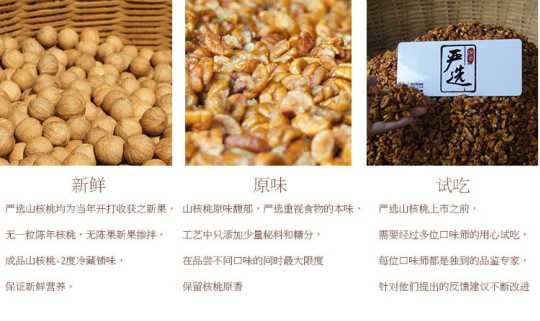 严选
新鲜
严选山核桃均为当年开打收获之新果，
无一粒陈年核桃，无陈果新果掺拌。
成品山核桃-2度冷藏锁味，
保证新鲜营养。
原味
山核桃原味馥郁，严选重视食物的本味，
工艺中只添加少量秘料和糖分，
在品尝不同口味的同时最大限度
保留核桃原香
试吃
严选山核桃上市之前，
需要经过多位口味师的用心试吃，
每位口味师都是独到的品鉴专家，
针对他们提出的反馈建议不断改进